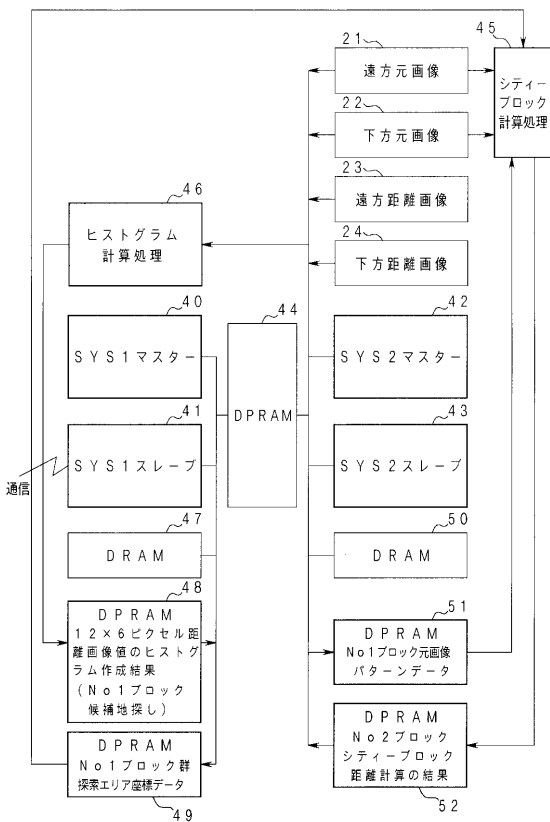 45
シティー
ブロック
計算処理
21
遠方元画像
22
下方元画像
23
遠方距離画像
24
下方距離画像
46
ヒストグラム
計算処理
40
SYS1マスター
44
DPRAM
42
SYS2マスター
41
SYS1スレーブ
通信
43
SYS2スレーブ
47
DRAM
50
DRAM
48
DPRAM
12×6ピクセル距
離画像値のヒストグ
ラム作成結果
(No1ブロック
候補地探し)
51
DPRAM
No1ブロック元画像
パターンデータ
DPRAM
No1ブロック群
探索エリア座標データ
49
DPRAM
No2ブロック
シティーブロック
距離計算の結果
52